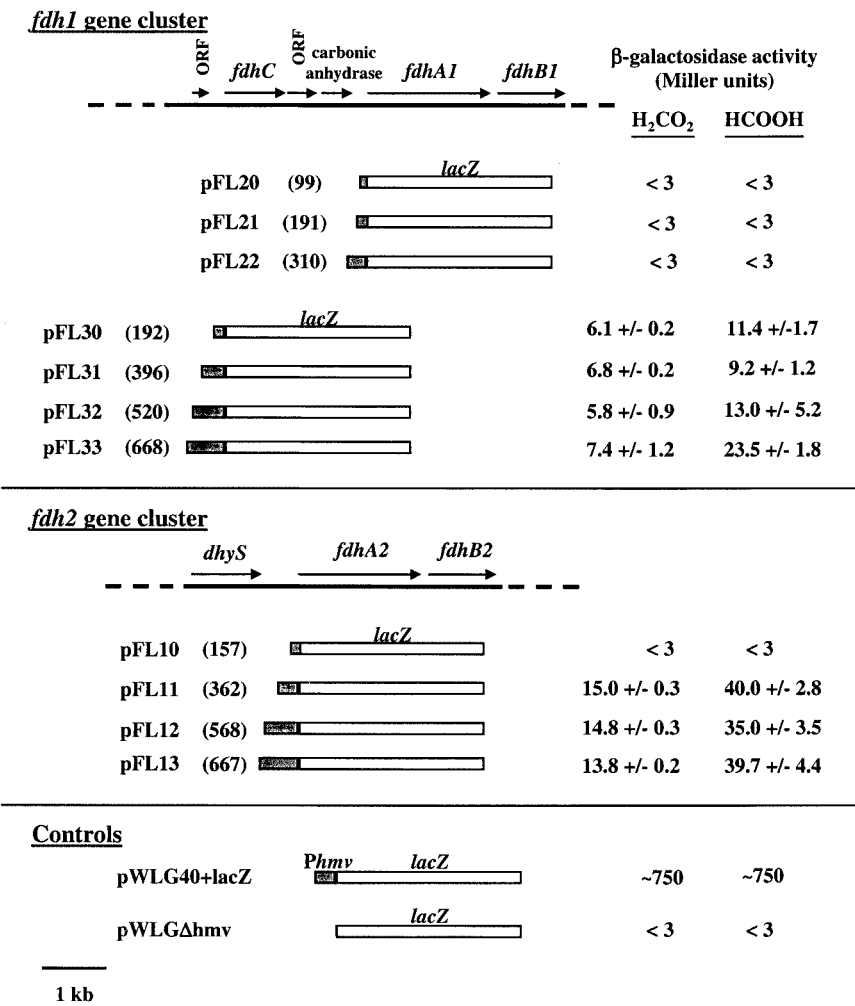 fdh1 gene cluster
ORF
fdhC
ORF
carbonic
anhydrase
fdhA1
fdhB1
β-galactosidase activity
(Miller units)
H₂CO₂ HCOOH
lacZ
pFL20 (99) < 3 < 3
pFL21 (191) < 3 < 3
pFL22 (310) < 3 < 3
lacZ
pFL30 (192) 6.1 +/- 0.2 11.4 +/-1.7
pFL31 (396) 6.8 +/- 0.2 9.2 +/- 1.2
pFL32 (520) 5.8 +/- 0.9 13.0 +/- 5.2
pFL33 (668) 7.4 +/- 1.2 23.5 +/- 1.8
fdh2 gene cluster
dhyS fdhA2 fdhB2
lacZ
pFL10 (157) < 3 < 3
pFL11 (362) 15.0 +/- 0.3 40.0 +/- 2.8
pFL12 (568) 14.8 +/- 0.3 35.0 +/- 3.5
pFL13 (667) 13.8 +/- 0.2 39.7 +/- 4.4
Controls
Phmv lacZ
pWLG40+lacZ ~750 ~750
lacZ
pWLGΔhmv < 3 < 3
1 kb